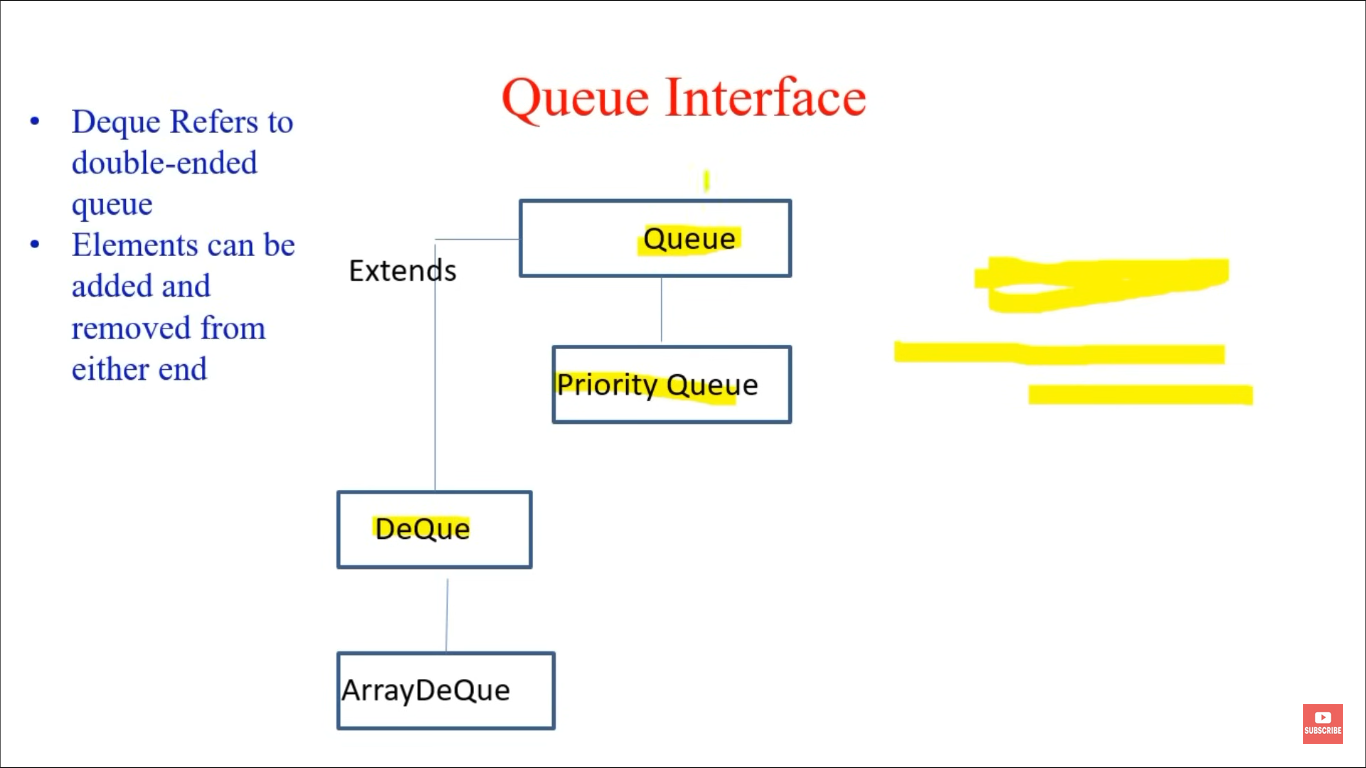 Queue Interface
• Deque Refers to
double-ended
queue
• Elements can be
added and
removed from
either end
Queue
Extends
Priority Queue
DeQue
ArrayDeQue
SUBSCRIBE